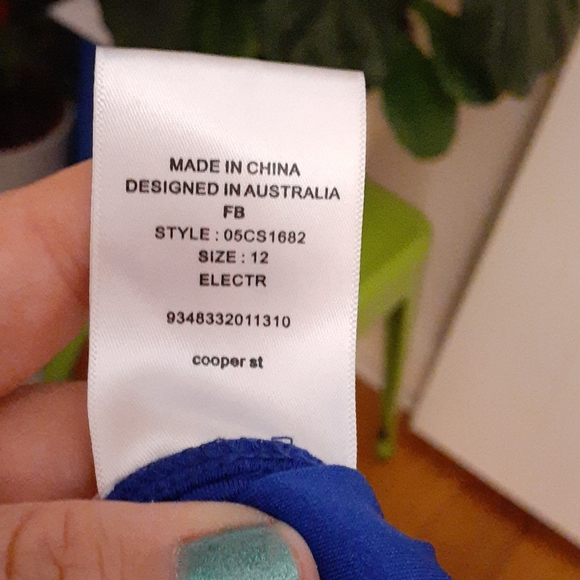 MADE IN CHINA
DESIGNED IN AUSTRALIA
FB
STYLE : 05CS1682
SIZE : 12
ELECTR
9348332011310
cooper st